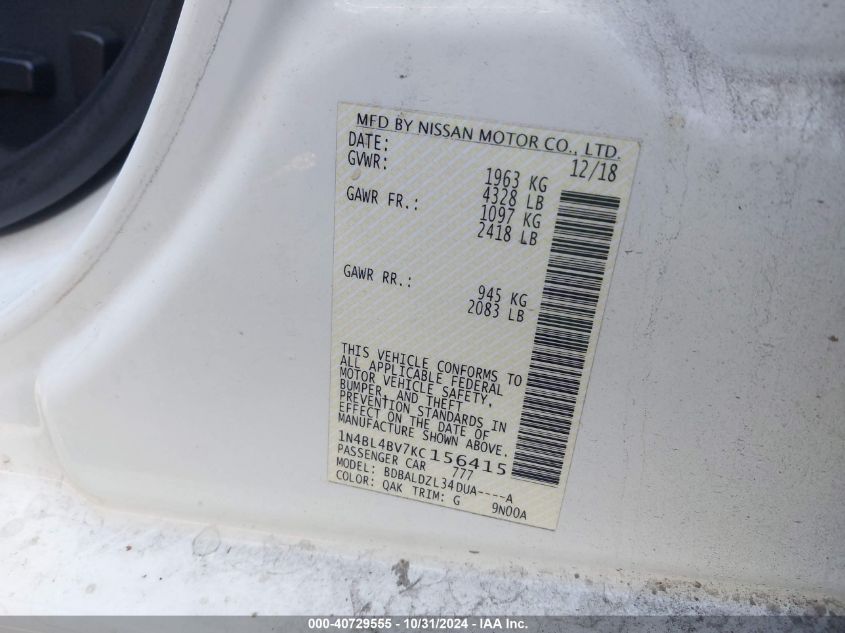 MFD BY NISSAN MOTOR CO., LTD.
DATE: 12/18
GVWR: 1963 KG
4328 LB
GAWR FR.: 1097 KG
2418 LB
GAWR RR.: 945 KG
2083 LB
THIS VEHICLE CONFORMS TO
ALL APPLICABLE FEDERAL
MOTOR VEHICLE SAFETY,
BUMPER, AND THEFT
PREVENTION STANDARDS IN
EFFECT ON THE DATE OF
MANUFACTURE SHOWN ABOVE.
1N4BL4BV7KC156415
PASSENGER CAR 777
MODEL: BDBALDZL34DUA----A
COLOR: QAK TRIM: G 9N00A
000-40729555 - 10/31/2024 - IAA Inc.